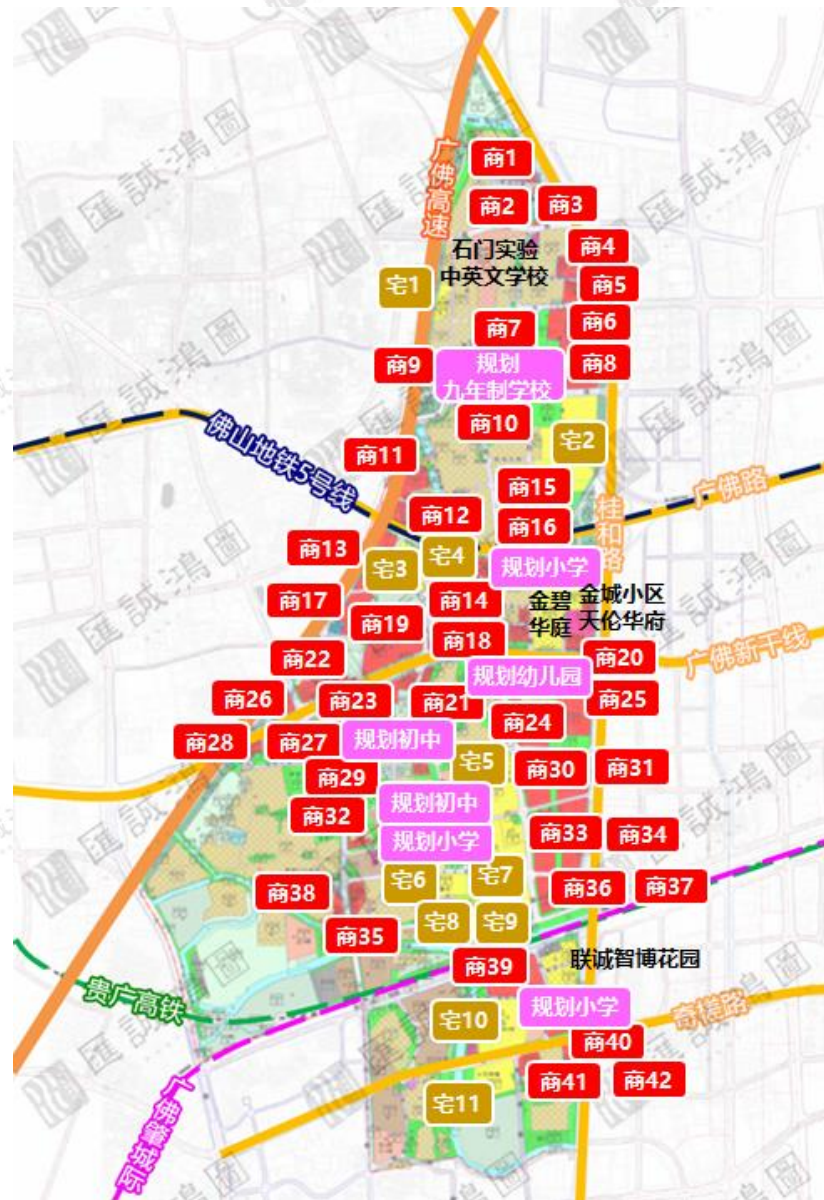 匯誠鴻圖
广佛高速
商1
商2
商3
石门实验
中英文学校
商4
宅1
商5
商6
商7
商9
规划
九年制学校
商8
商10
宅2
佛山地铁5号线
商11
商15
广佛路
商12
商16
桂和路
商13
宅3
宅4
规划小学
商17
商14
金碧
华庭
金城小区
天伦华府
商19
商18
商22
商20
广佛新干线
规划幼儿园
商26
商23
商21
商25
商28
商27
规划初中
商24
商29
宅5
商30
商31
商32
规划初中
规划小学
商33
商34
商38
宅6
宅7
商36
商37
商35
宅8
宅9
商39
联诚智博花园
贵广高铁
宅10
规划小学
奇槎路
商40
广佛肇城际
宅11
商41
商42